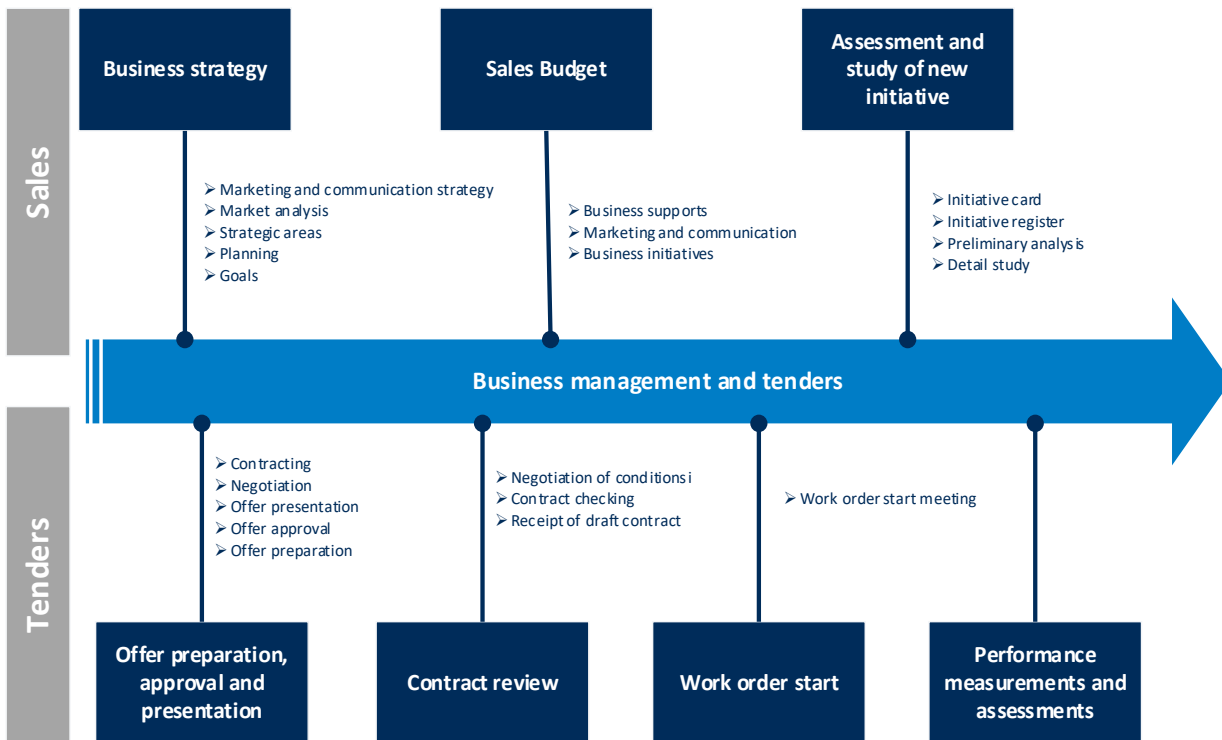 Sales
Business strategy
Sales Budget
Assessment and
study of new
initiative
➢ Marketing and communication strategy
➢ Market analysis
➢ Strategic areas
➢ Planning
➢ Goals
➢ Business supports
➢ Marketing and communication
➢ Business initiatives
➢ Initiative card
➢ Initiative register
➢ Preliminary analysis
➢ Detail study
Business management and tenders
Tenders
➢ Contracting
➢ Negotiation
➢ Offer presentation
➢ Offer approval
➢ Offer preparation
➢ Negotiation of conditions i
➢ Contract checking
➢ Receipt of draft contract
➢ Work order start meeting
Offer preparation,
approval and
presentation
Contract review
Work order start
Performance
measurements and
assessments